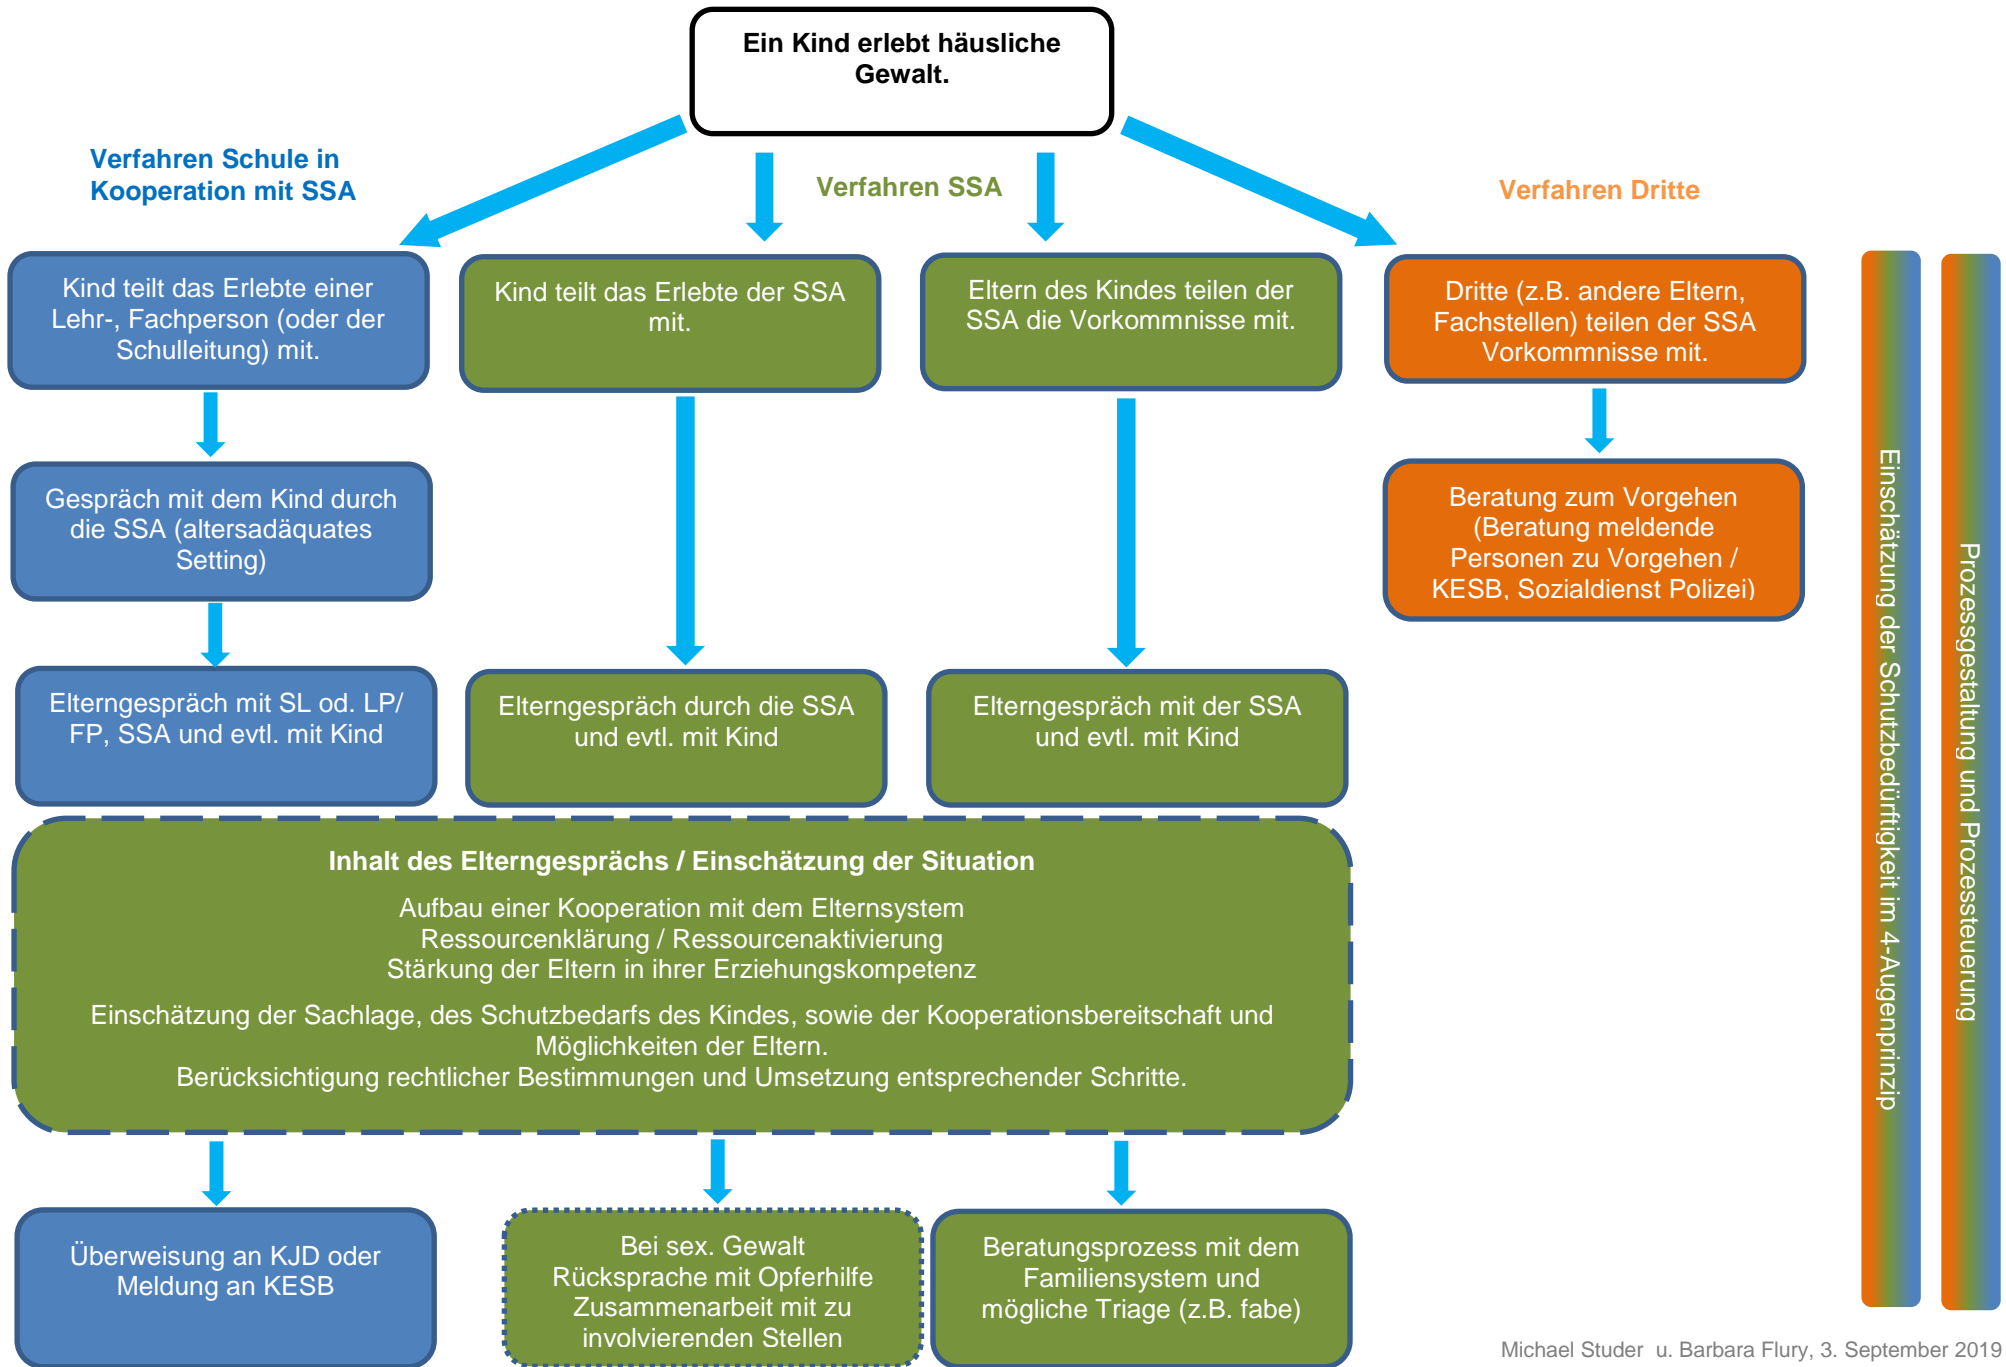 Ein Kind erlebt häusliche
Gewalt.
Verfahren Schule in
Kooperation mit SSA
Verfahren SSA
Verfahren Dritte
Kind teilt das Erlebte einer
Lehr-, Fachperson (oder der
Schulleitung) mit.
Kind teilt das Erlebte der SSA
mit.
Eltern des Kindes teilen der
SSA die Vorkommnisse mit.
Dritte (z.B. andere Eltern,
Fachstellen) teilen der SSA
Vorkommnisse mit.
Gespräch mit dem Kind durch
die SSA (altersadäquates
Setting)
Beratung zum Vorgehen
(Beratung meldende
Personen zu Vorgehen /
KESB, Sozialdienst Polizei)
Elterngespräch mit SL od. LP/
FP, SSA und evtl. mit Kind
Elterngespräch durch die SSA
und evtl. mit Kind
Elterngespräch mit der SSA
und evtl. mit Kind
Inhalt des Elterngesprächs / Einschätzung der Situation
Aufbau einer Kooperation mit dem Elternsystem
Ressourcenklärung / Ressourcenaktivierung
Stärkung der Eltern in ihrer Erziehungskompetenz
Einschätzung der Sachlage, des Schutzbedarfs des Kindes, sowie der Kooperationsbereitschaft und
Möglichkeiten der Eltern.
Berücksichtigung rechtlicher Bestimmungen und Umsetzung entsprechender Schritte.
Überweisung an KJD oder
Meldung an KESB
Bei sex. Gewalt
Rücksprache mit Opferhilfe
Zusammenarbeit mit zu
involvierenden Stellen
Beratungsprozess mit dem
Familiensystem und
mögliche Triage (z.B. fabe)
Einschätzung der Schutzbedürftigkeit im 4-Augenprinzip
Prozessgestaltung und Prozessteuerung
Michael Studer u. Barbara Flury, 3. September 2019